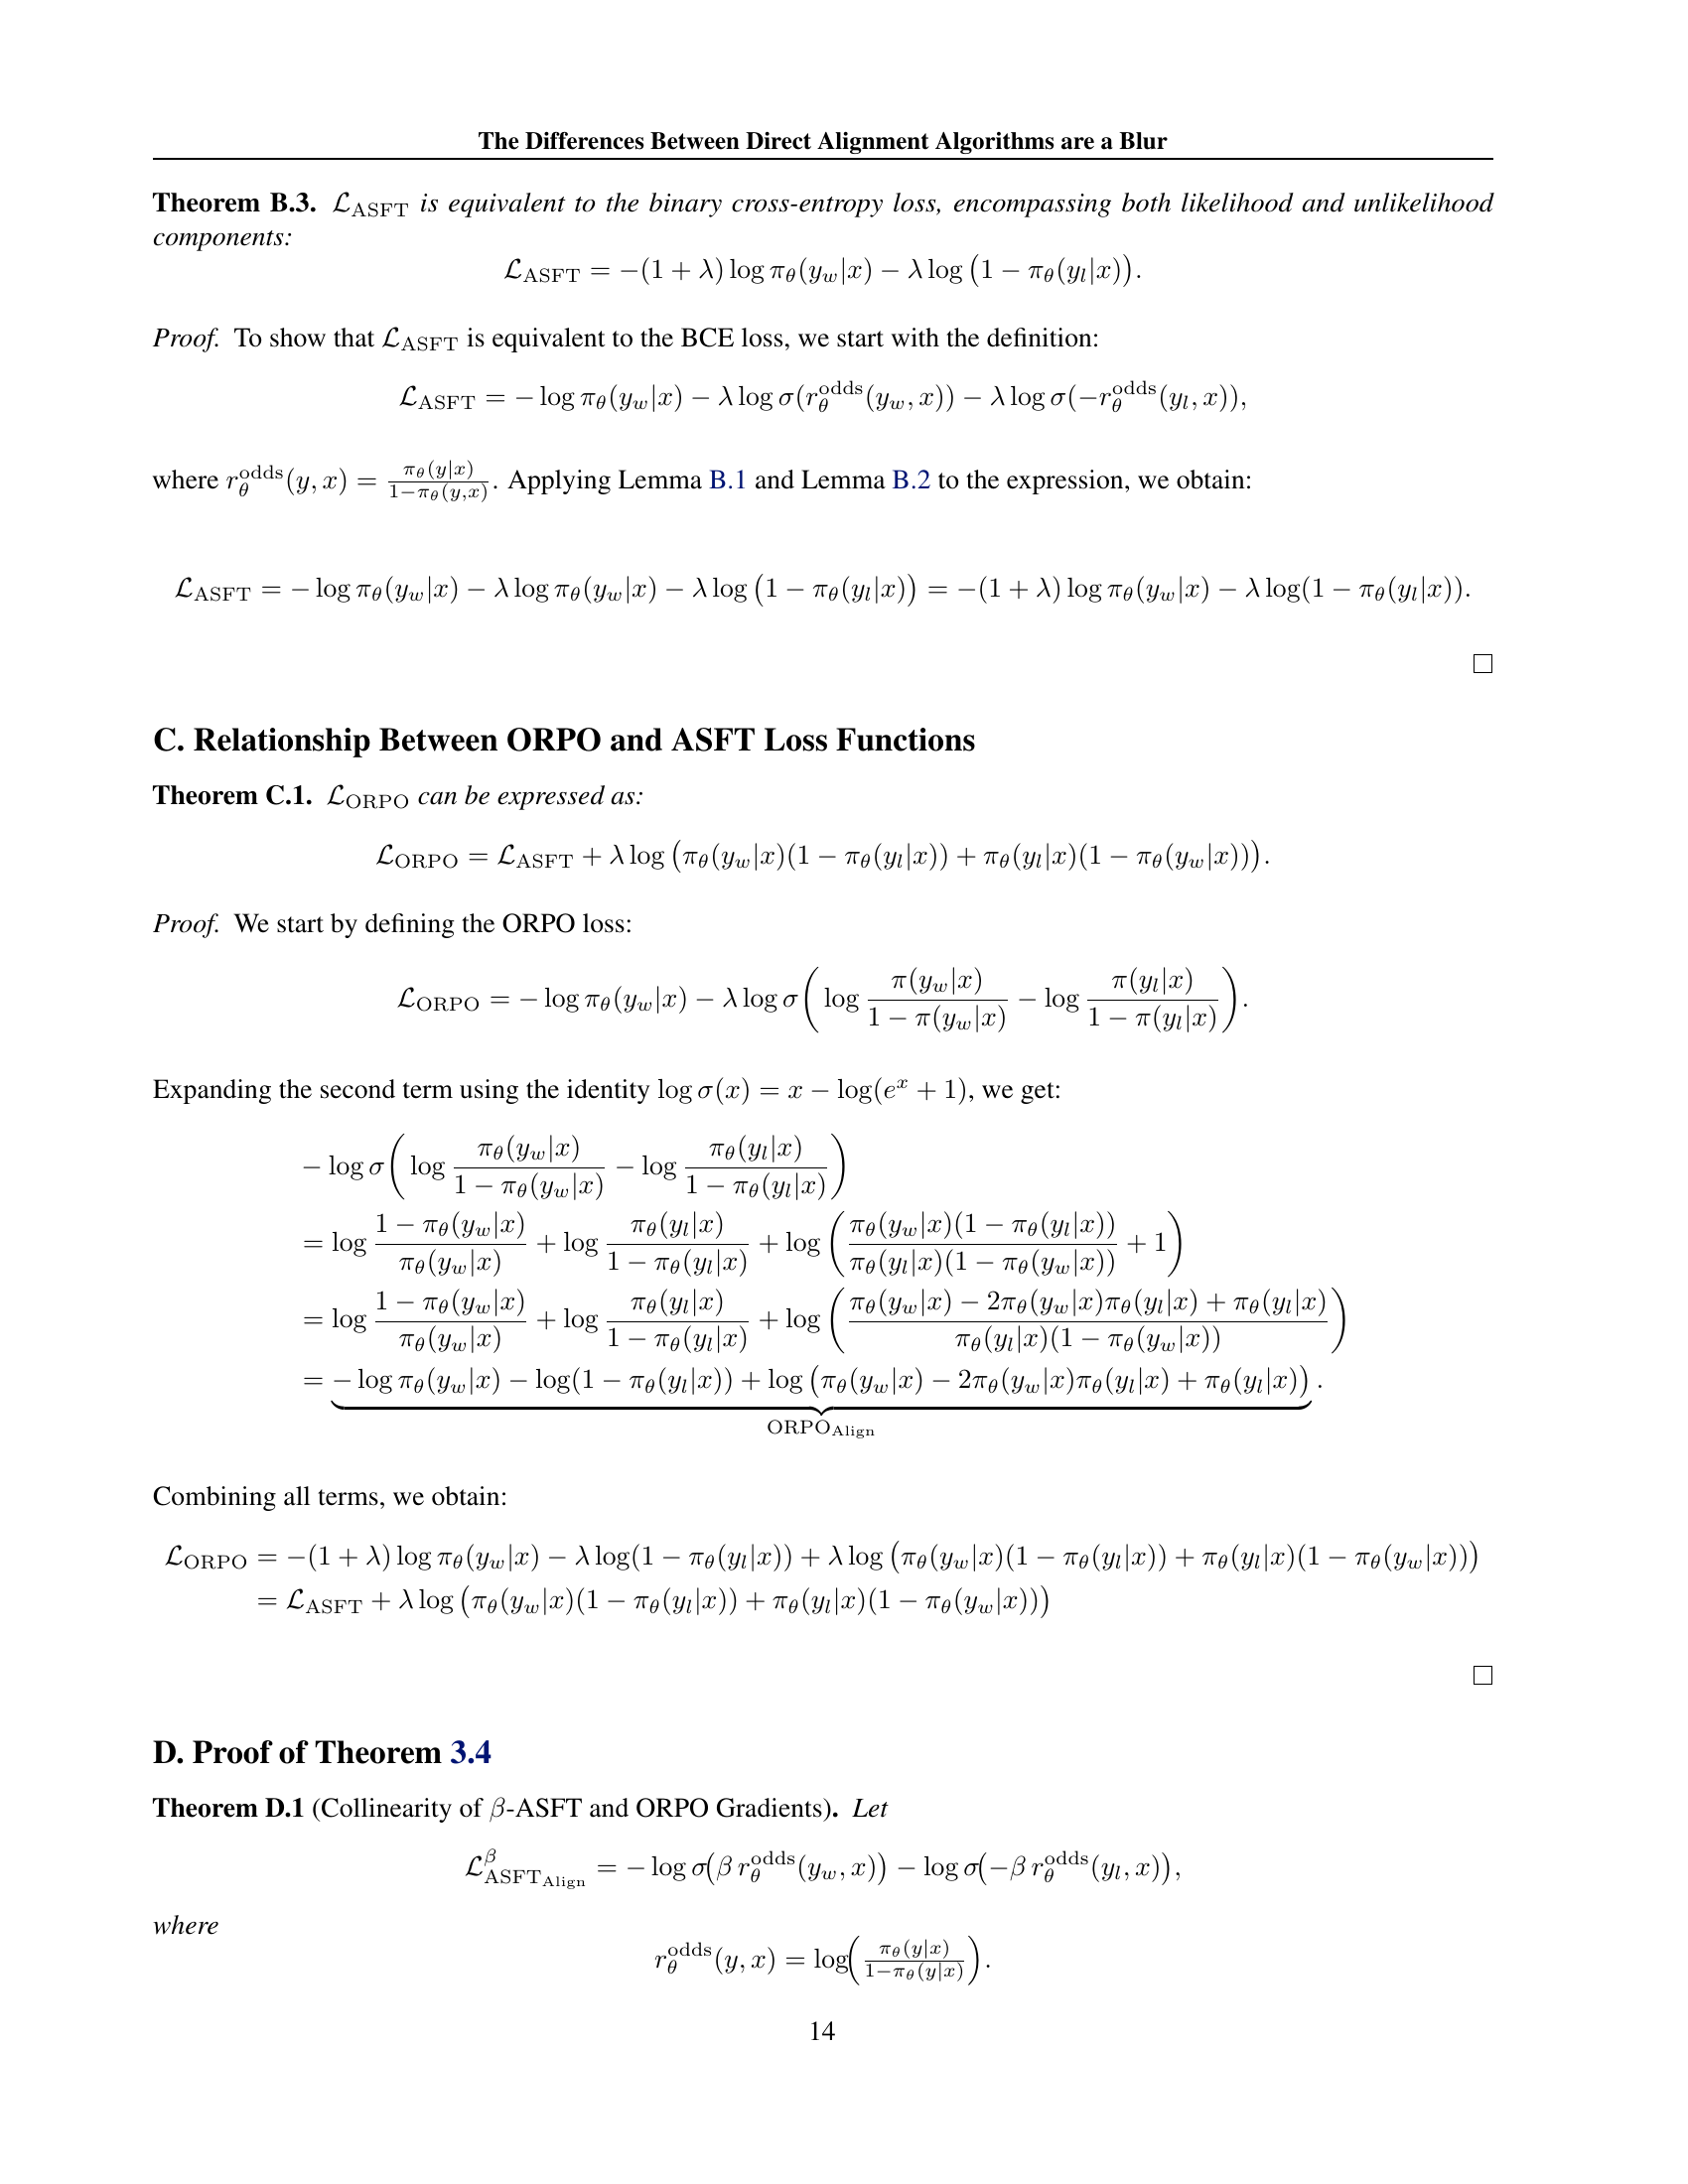 The Differences Between Direct Alignment Algorithms are a Blur
Theorem B.3. $\mathcal{L}_{\mathrm{ASFT}}$ is equivalent to the binary cross-entropy loss, encompassing both likelihood and unlikelihood
components:
$\mathcal{L}_{\mathrm{ASFT}} = -(1+\lambda)\log \pi_\theta(y_w|x) - \lambda \log\big(1 - \pi_\theta(y_l|x)\big).$
Proof. To show that $\mathcal{L}_{\mathrm{ASFT}}$ is equivalent to the BCE loss, we start with the definition:
$\mathcal{L}_{\mathrm{ASFT}} = -\log \pi_\theta(y_w|x) - \lambda \log \sigma(r_\theta^{\mathrm{odds}}(y_w, x)) - \lambda \log \sigma(-r_\theta^{\mathrm{odds}}(y_l, x)),$
where $r_\theta^{\mathrm{odds}}(y, x) = \frac{\pi_\theta(y|x)}{1-\pi_\theta(y,x)}$. Applying Lemma B.1 and Lemma B.2 to the expression, we obtain:
$\mathcal{L}_{\mathrm{ASFT}} = -\log \pi_\theta(y_w|x) - \lambda \log \pi_\theta(y_w|x) - \lambda \log\big(1 - \pi_\theta(y_l|x)\big) = -(1+\lambda)\log \pi_\theta(y_w|x) - \lambda \log(1 - \pi_\theta(y_l|x)).$
□
C. Relationship Between ORPO and ASFT Loss Functions
Theorem C.1. $\mathcal{L}_{\mathrm{ORPO}}$ can be expressed as:
$\mathcal{L}_{\mathrm{ORPO}} = \mathcal{L}_{\mathrm{ASFT}} + \lambda \log\big(\pi_\theta(y_w|x)(1 - \pi_\theta(y_l|x)) + \pi_\theta(y_l|x)(1 - \pi_\theta(y_w|x))\big).$
Proof. We start by defining the ORPO loss:
$\mathcal{L}_{\mathrm{ORPO}} = -\log \pi_\theta(y_w|x) - \lambda \log \sigma\left(\log \frac{\pi(y_w|x)}{1 - \pi(y_w|x)} - \log \frac{\pi(y_l|x)}{1 - \pi(y_l|x)}\right).$
Expanding the second term using the identity $\log \sigma(x) = x - \log(e^x + 1)$, we get:
$-\log \sigma\left(\log \frac{\pi_\theta(y_w|x)}{1 - \pi_\theta(y_w|x)} - \log \frac{\pi_\theta(y_l|x)}{1 - \pi_\theta(y_l|x)}\right)$
$= \log \frac{1 - \pi_\theta(y_w|x)}{\pi_\theta(y_w|x)} + \log \frac{\pi_\theta(y_l|x)}{1 - \pi_\theta(y_l|x)} + \log\left(\frac{\pi_\theta(y_w|x)(1 - \pi_\theta(y_l|x))}{\pi_\theta(y_l|x)(1 - \pi_\theta(y_w|x))} + 1\right)$
$= \log \frac{1 - \pi_\theta(y_w|x)}{\pi_\theta(y_w|x)} + \log \frac{\pi_\theta(y_l|x)}{1 - \pi_\theta(y_l|x)} + \log\left(\frac{\pi_\theta(y_w|x) - 2\pi_\theta(y_w|x)\pi_\theta(y_l|x) + \pi_\theta(y_l|x)}{\pi_\theta(y_l|x)(1 - \pi_\theta(y_w|x))}\right)$
$= \underbrace{-\log \pi_\theta(y_w|x) - \log(1 - \pi_\theta(y_l|x)) + \log\big(\pi_\theta(y_w|x) - 2\pi_\theta(y_w|x)\pi_\theta(y_l|x) + \pi_\theta(y_l|x)\big)}_{\mathrm{ORPO}_{\mathrm{Align}}}.$
Combining all terms, we obtain:
$\mathcal{L}_{\mathrm{ORPO}} = -(1+\lambda)\log \pi_\theta(y_w|x) - \lambda \log(1 - \pi_\theta(y_l|x)) + \lambda \log\big(\pi_\theta(y_w|x)(1 - \pi_\theta(y_l|x)) + \pi_\theta(y_l|x)(1 - \pi_\theta(y_w|x))\big)$
$= \mathcal{L}_{\mathrm{ASFT}} + \lambda \log\big(\pi_\theta(y_w|x)(1 - \pi_\theta(y_l|x)) + \pi_\theta(y_l|x)(1 - \pi_\theta(y_w|x))\big)$
□
D. Proof of Theorem 3.4
Theorem D.1 (Collinearity of $\beta$-ASFT and ORPO Gradients). Let
$\mathcal{L}^{\beta}_{\mathrm{ASFT}_{\mathrm{Align}}} = -\log \sigma\big(\beta\, r_\theta^{\mathrm{odds}}(y_w, x)\big) - \log \sigma\big(-\beta\, r_\theta^{\mathrm{odds}}(y_l, x)\big),$
where
$r_\theta^{\mathrm{odds}}(y, x) = \log\left(\frac{\pi_\theta(y|x)}{1-\pi_\theta(y|x)}\right).$
14